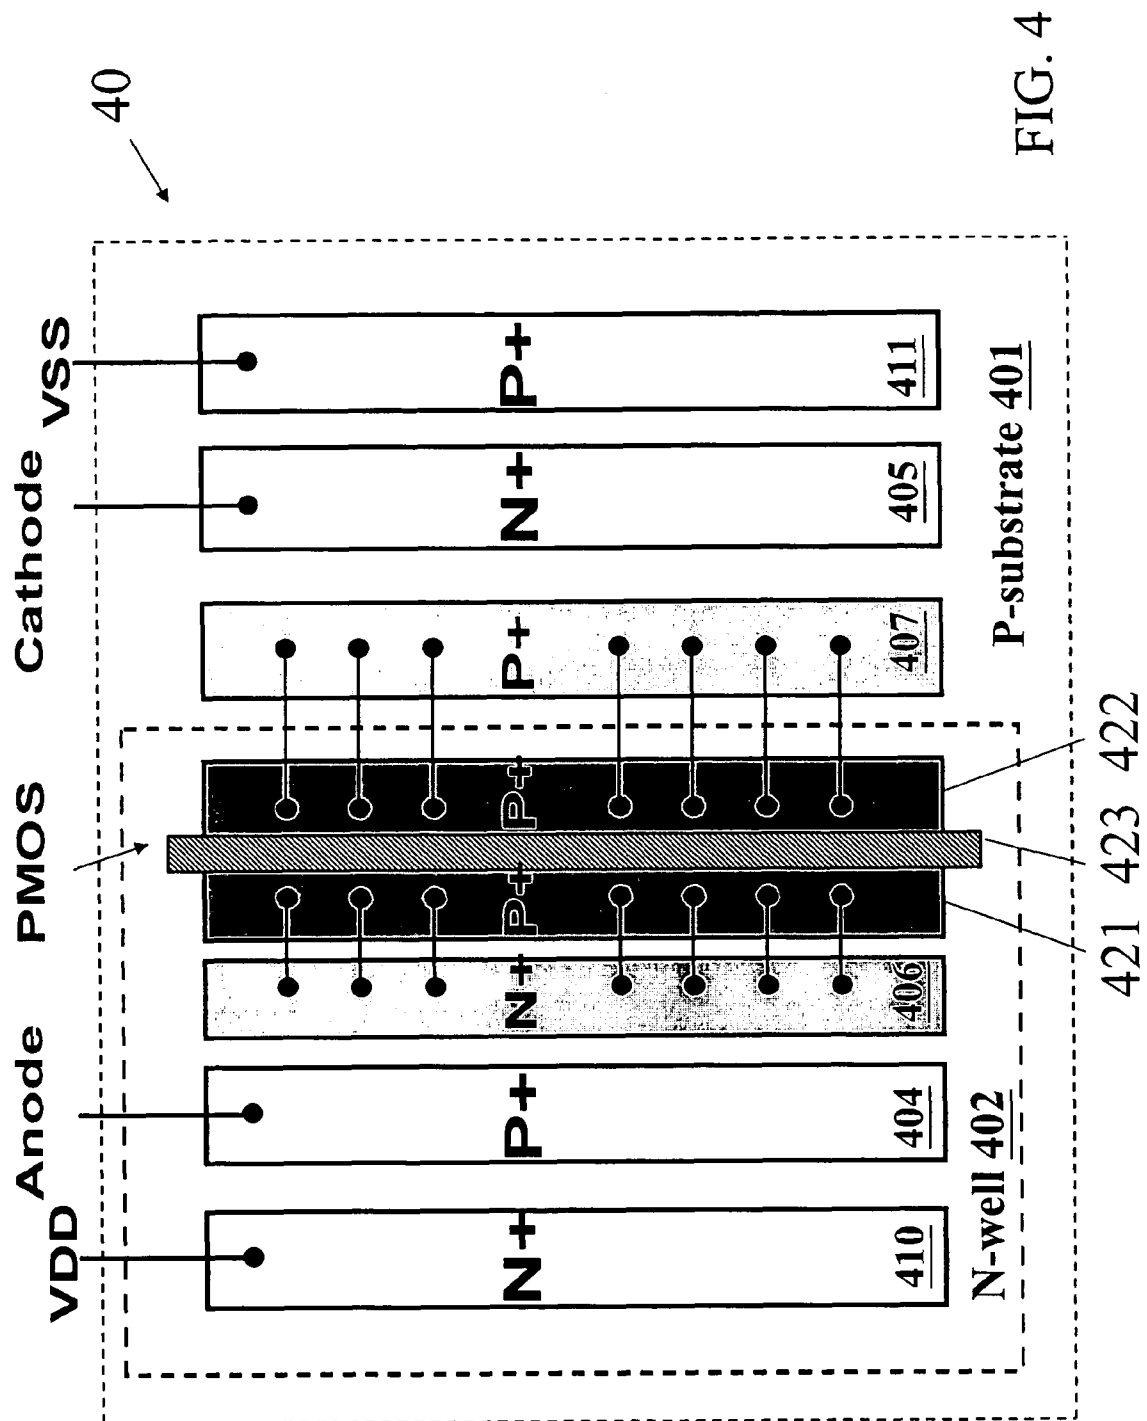 40
VDD
Anode
PMOS
Cathode
VSS
N+
P+
N+
P+
P+
P+
N+
P+
410
404
406
407
405
411
N-well 402
P-substrate 401
421
423
422
FIG. 4